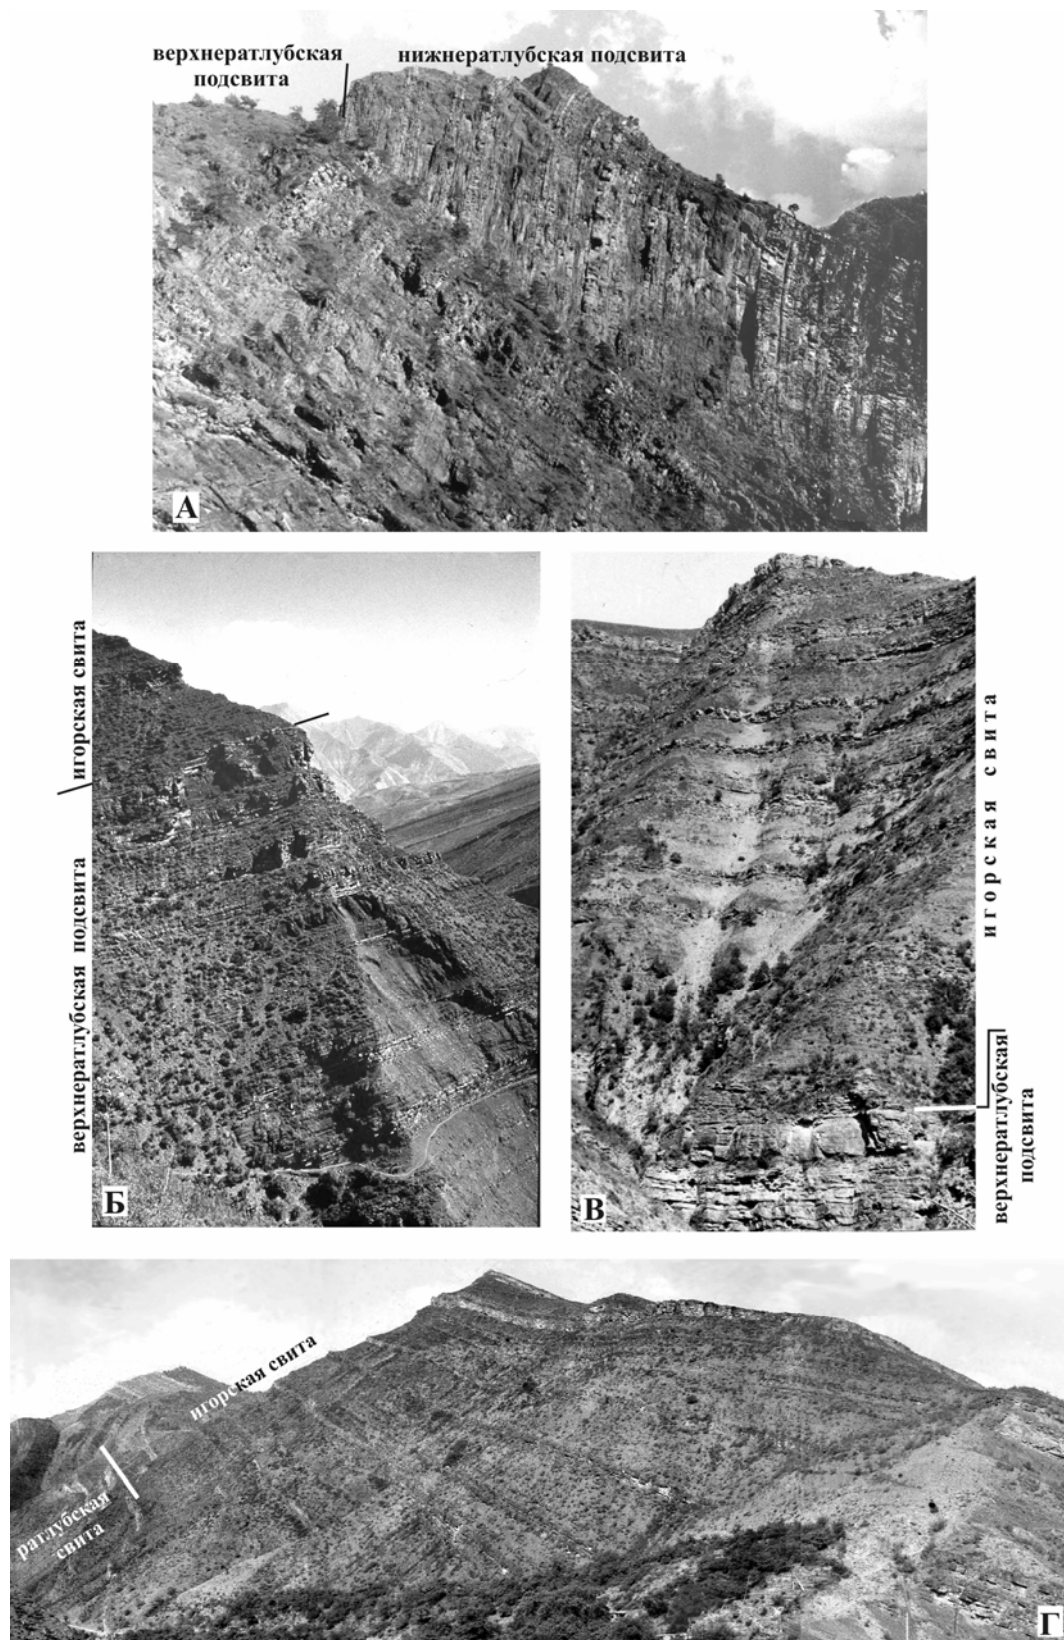 верхнератлубская
подсвита
нижнератлубская подсвита
А
игорская свита
верхнератлубская подсвита
Б
игорская свита
верхнератлубская
подсвита
В
игорская свита
ратлубская
свита
Г